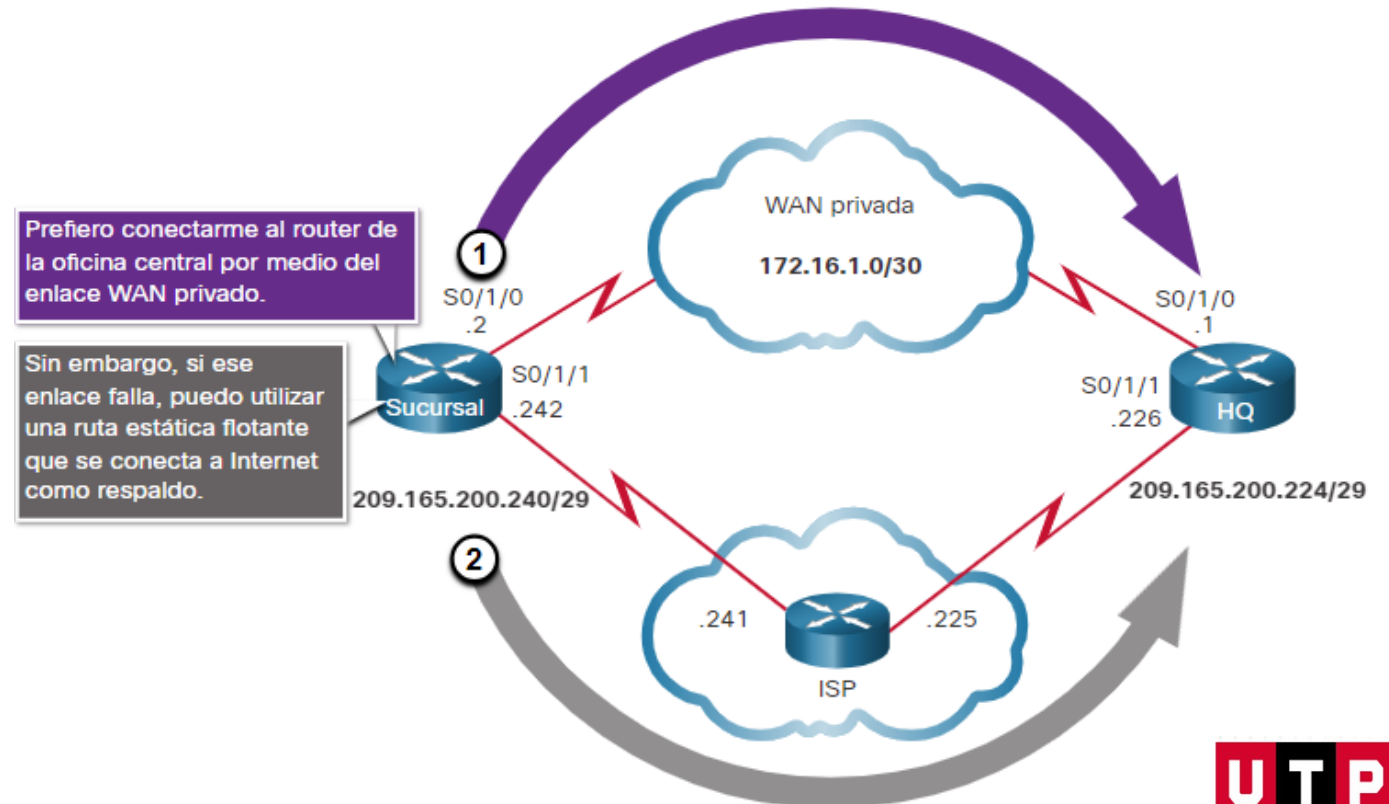 Prefiero conectarme al router de
la oficina central por medio del
enlace WAN privado.
1
S0/1/0
.2
WAN privada
172.16.1.0/30
S0/1/0
.1
Sin embargo, si ese
enlace falla, puedo utilizar
una ruta estática flotante
que se conecta a Internet
como respaldo.
Sucursal
S0/1/1
.242
S0/1/1
.226
HQ
209.165.200.240/29
209.165.200.224/29
2
.241
.225
ISP
UTP